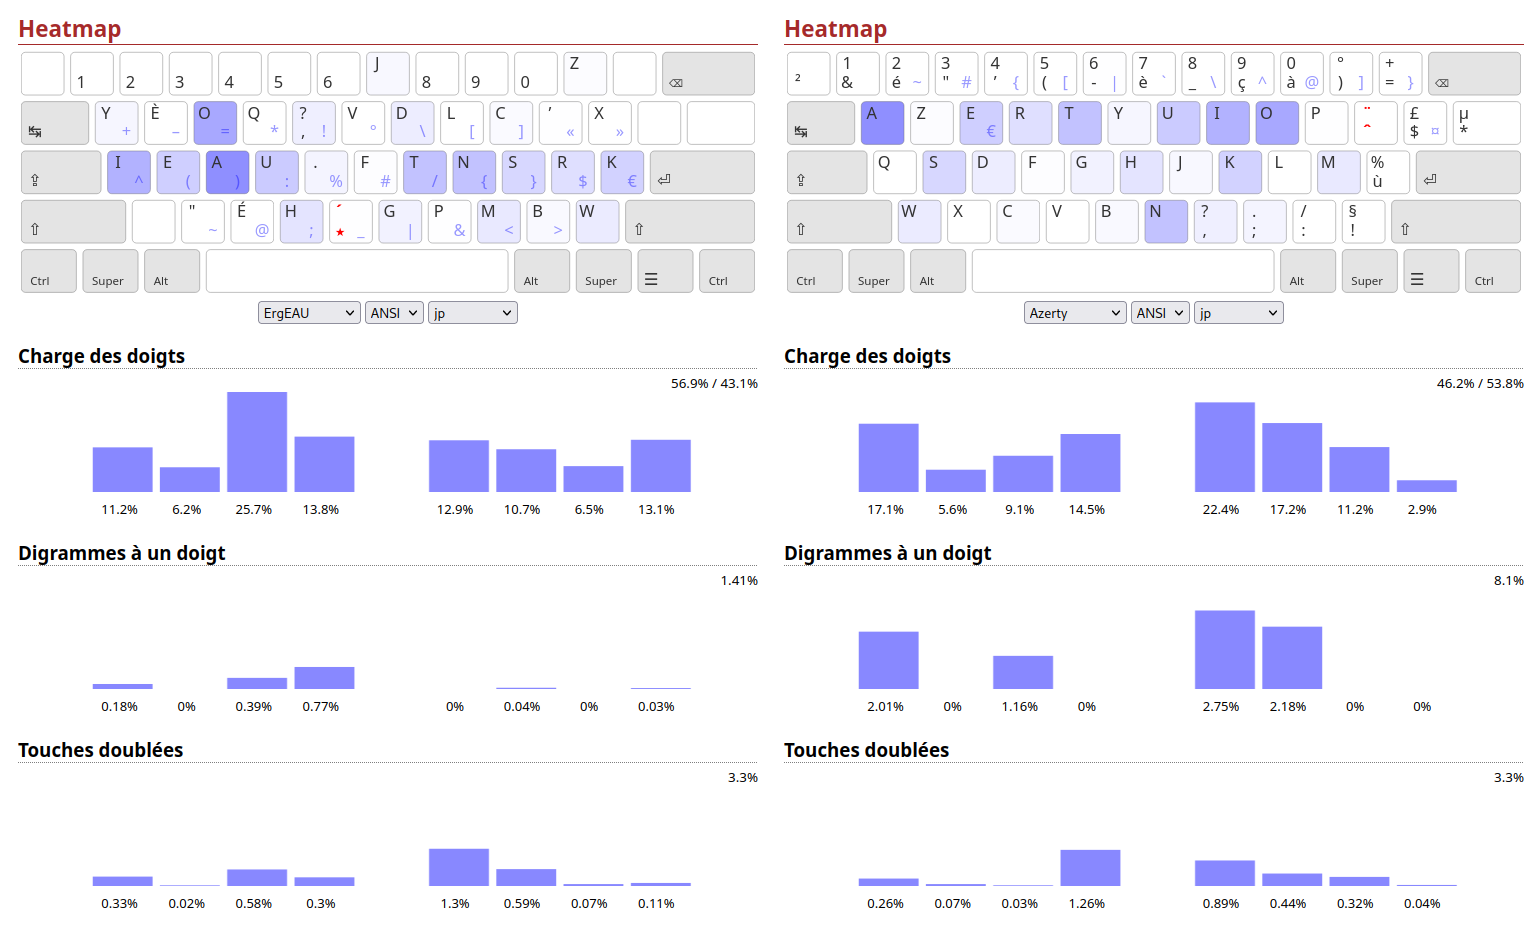 Heatmap
J Z
1 2 3 4 5 6 8 9 0 ⌫
Y È O Q ? V D L C ’ X
↹ + – = * , ! ° \ [ ] « »
I E A U . F T N S R K
⇪ ^ ( ) : % # / { } $ € ⏎
" É H ´ G P M B W
⇧ ~ @ ; ★ _ | & < > ⇧
Ctrl Super Alt Alt Super ☰ Ctrl
ErgÉAU ANSI jp
Charge des doigts
56.9% / 43.1%
11.2% 6.2% 25.7% 13.8% 12.9% 10.7% 6.5% 13.1%
Digrammes à un doigt
1.41%
0.18% 0% 0.39% 0.77% 0% 0.04% 0% 0.03%
Touches doublées
3.3%
0.33% 0.02% 0.58% 0.3% 1.3% 0.59% 0.07% 0.11%
Heatmap
1 2 3 4 5 6 7 8 9 0 ° +
² & é ~ " # ’ { ( [ - | è ` _ \ ç ^ à @ ) ] = } ⌫
A Z E R T Y U I O P ¨ £ µ
↹ € ^ $ ¤ *
Q S D F G H J K L M %
⇪ ù ⏎
W X C V B N ? . / §
⇧ , ; : ! ⇧
Ctrl Super Alt Alt Super ☰ Ctrl
Azerty ANSI jp
Charge des doigts
46.2% / 53.8%
17.1% 5.6% 9.1% 14.5% 22.4% 17.2% 11.2% 2.9%
Digrammes à un doigt
8.1%
2.01% 0% 1.16% 0% 2.75% 2.18% 0% 0%
Touches doublées
3.3%
0.26% 0.07% 0.03% 1.26% 0.89% 0.44% 0.32% 0.04%